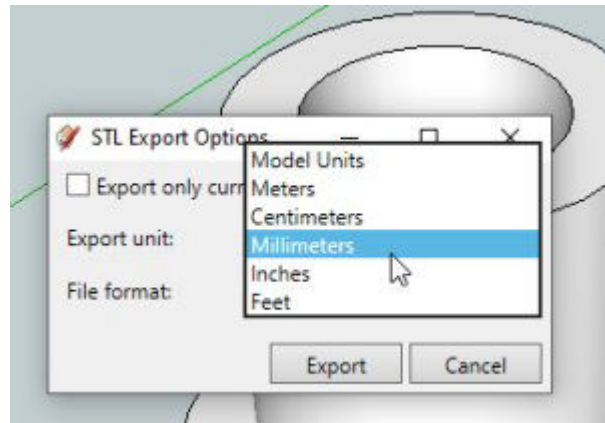 STL Export Options
Model Units
Export only curr
Meters
Centimeters
Export unit:
Millimeters
Inches
File format:
Feet
Export
Cancel